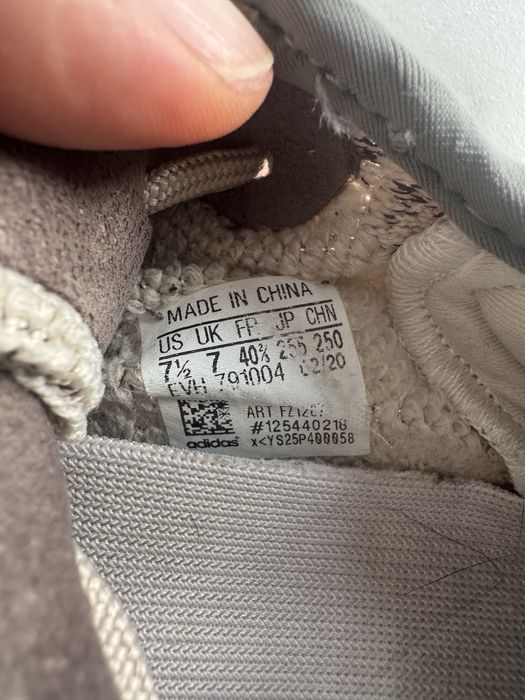 MADE IN CHINA
US UK FR JP CHN
7½ 7 40⅔ 255 250
EVH 791004 02/20
ART FZ1267
#125440218
adidas x<YS25P400058